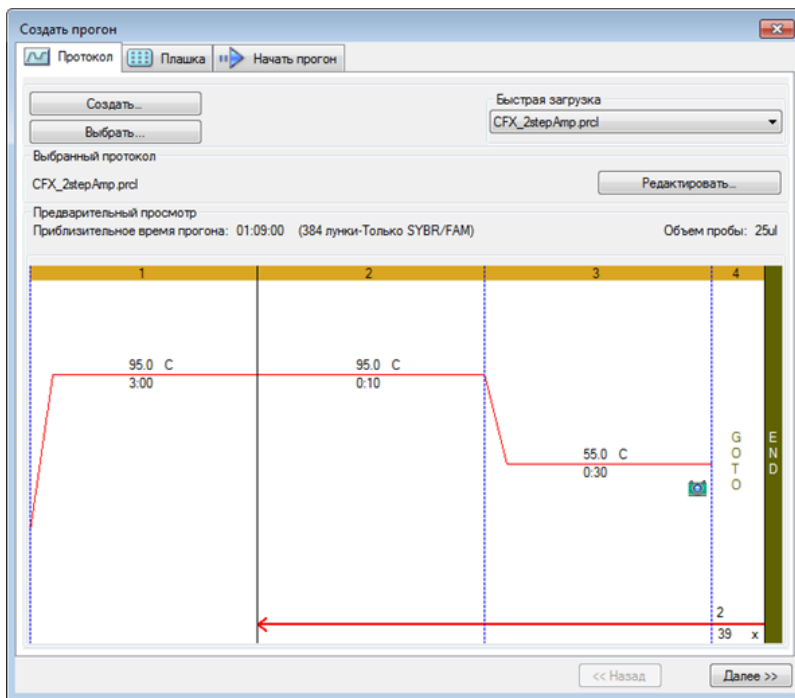 Создать прогон
Протокол Плашка Начать прогон
Создать...
Выбрать...
Быстрая загрузка
CFX_2stepAmp.prcl
Выбранный протокол
CFX_2stepAmp.prcl
Редактировать...
Предварительный просмотр
Приблизительное время прогона: 01:09:00 (384 лунки-Только SYBR/FAM) Объем пробы: 25ul
1 2 3 4
95.0 C
3:00
95.0 C
0:10
55.0 C
0:30
GOTO
END
2
39 x
<< Назад Далее >>